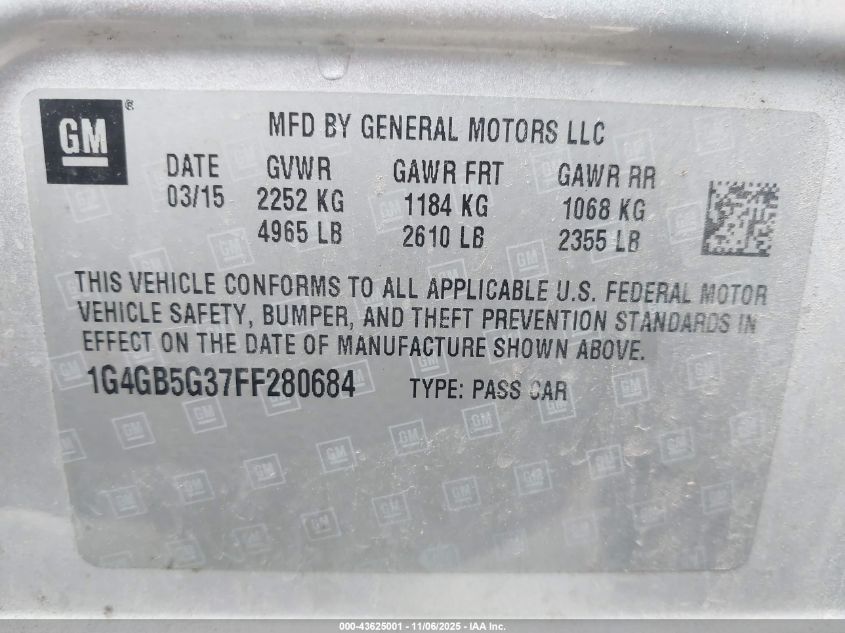 GM ®
MFD BY GENERAL MOTORS LLC
DATE GVWR GAWR FRT GAWR RR
03/15 2252 KG 1184 KG 1068 KG
4965 LB 2610 LB 2355 LB
THIS VEHICLE CONFORMS TO ALL APPLICABLE U.S. FEDERAL MOTOR
VEHICLE SAFETY, BUMPER, AND THEFT PREVENTION STANDARDS IN
EFFECT ON THE DATE OF MANUFACTURE SHOWN ABOVE.
1G4GB5G37FF280684 TYPE: PASS CAR
000-43625001 - 11/06/2025 - IAA Inc.